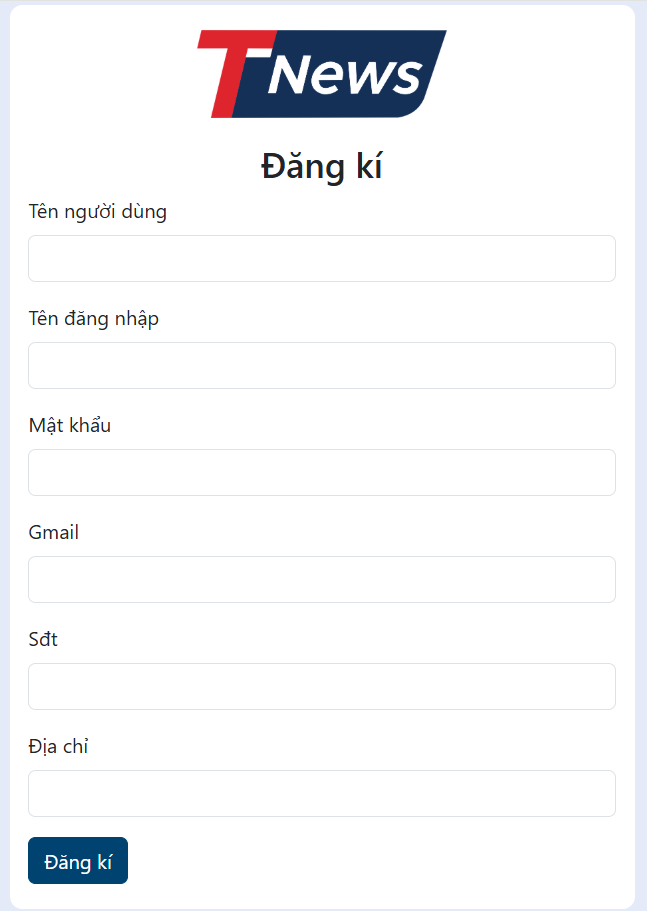 TNews
Đăng kí
Tên người dùng
Tên đăng nhập
Mật khẩu
Gmail
Sđt
Địa chỉ
Đăng kí